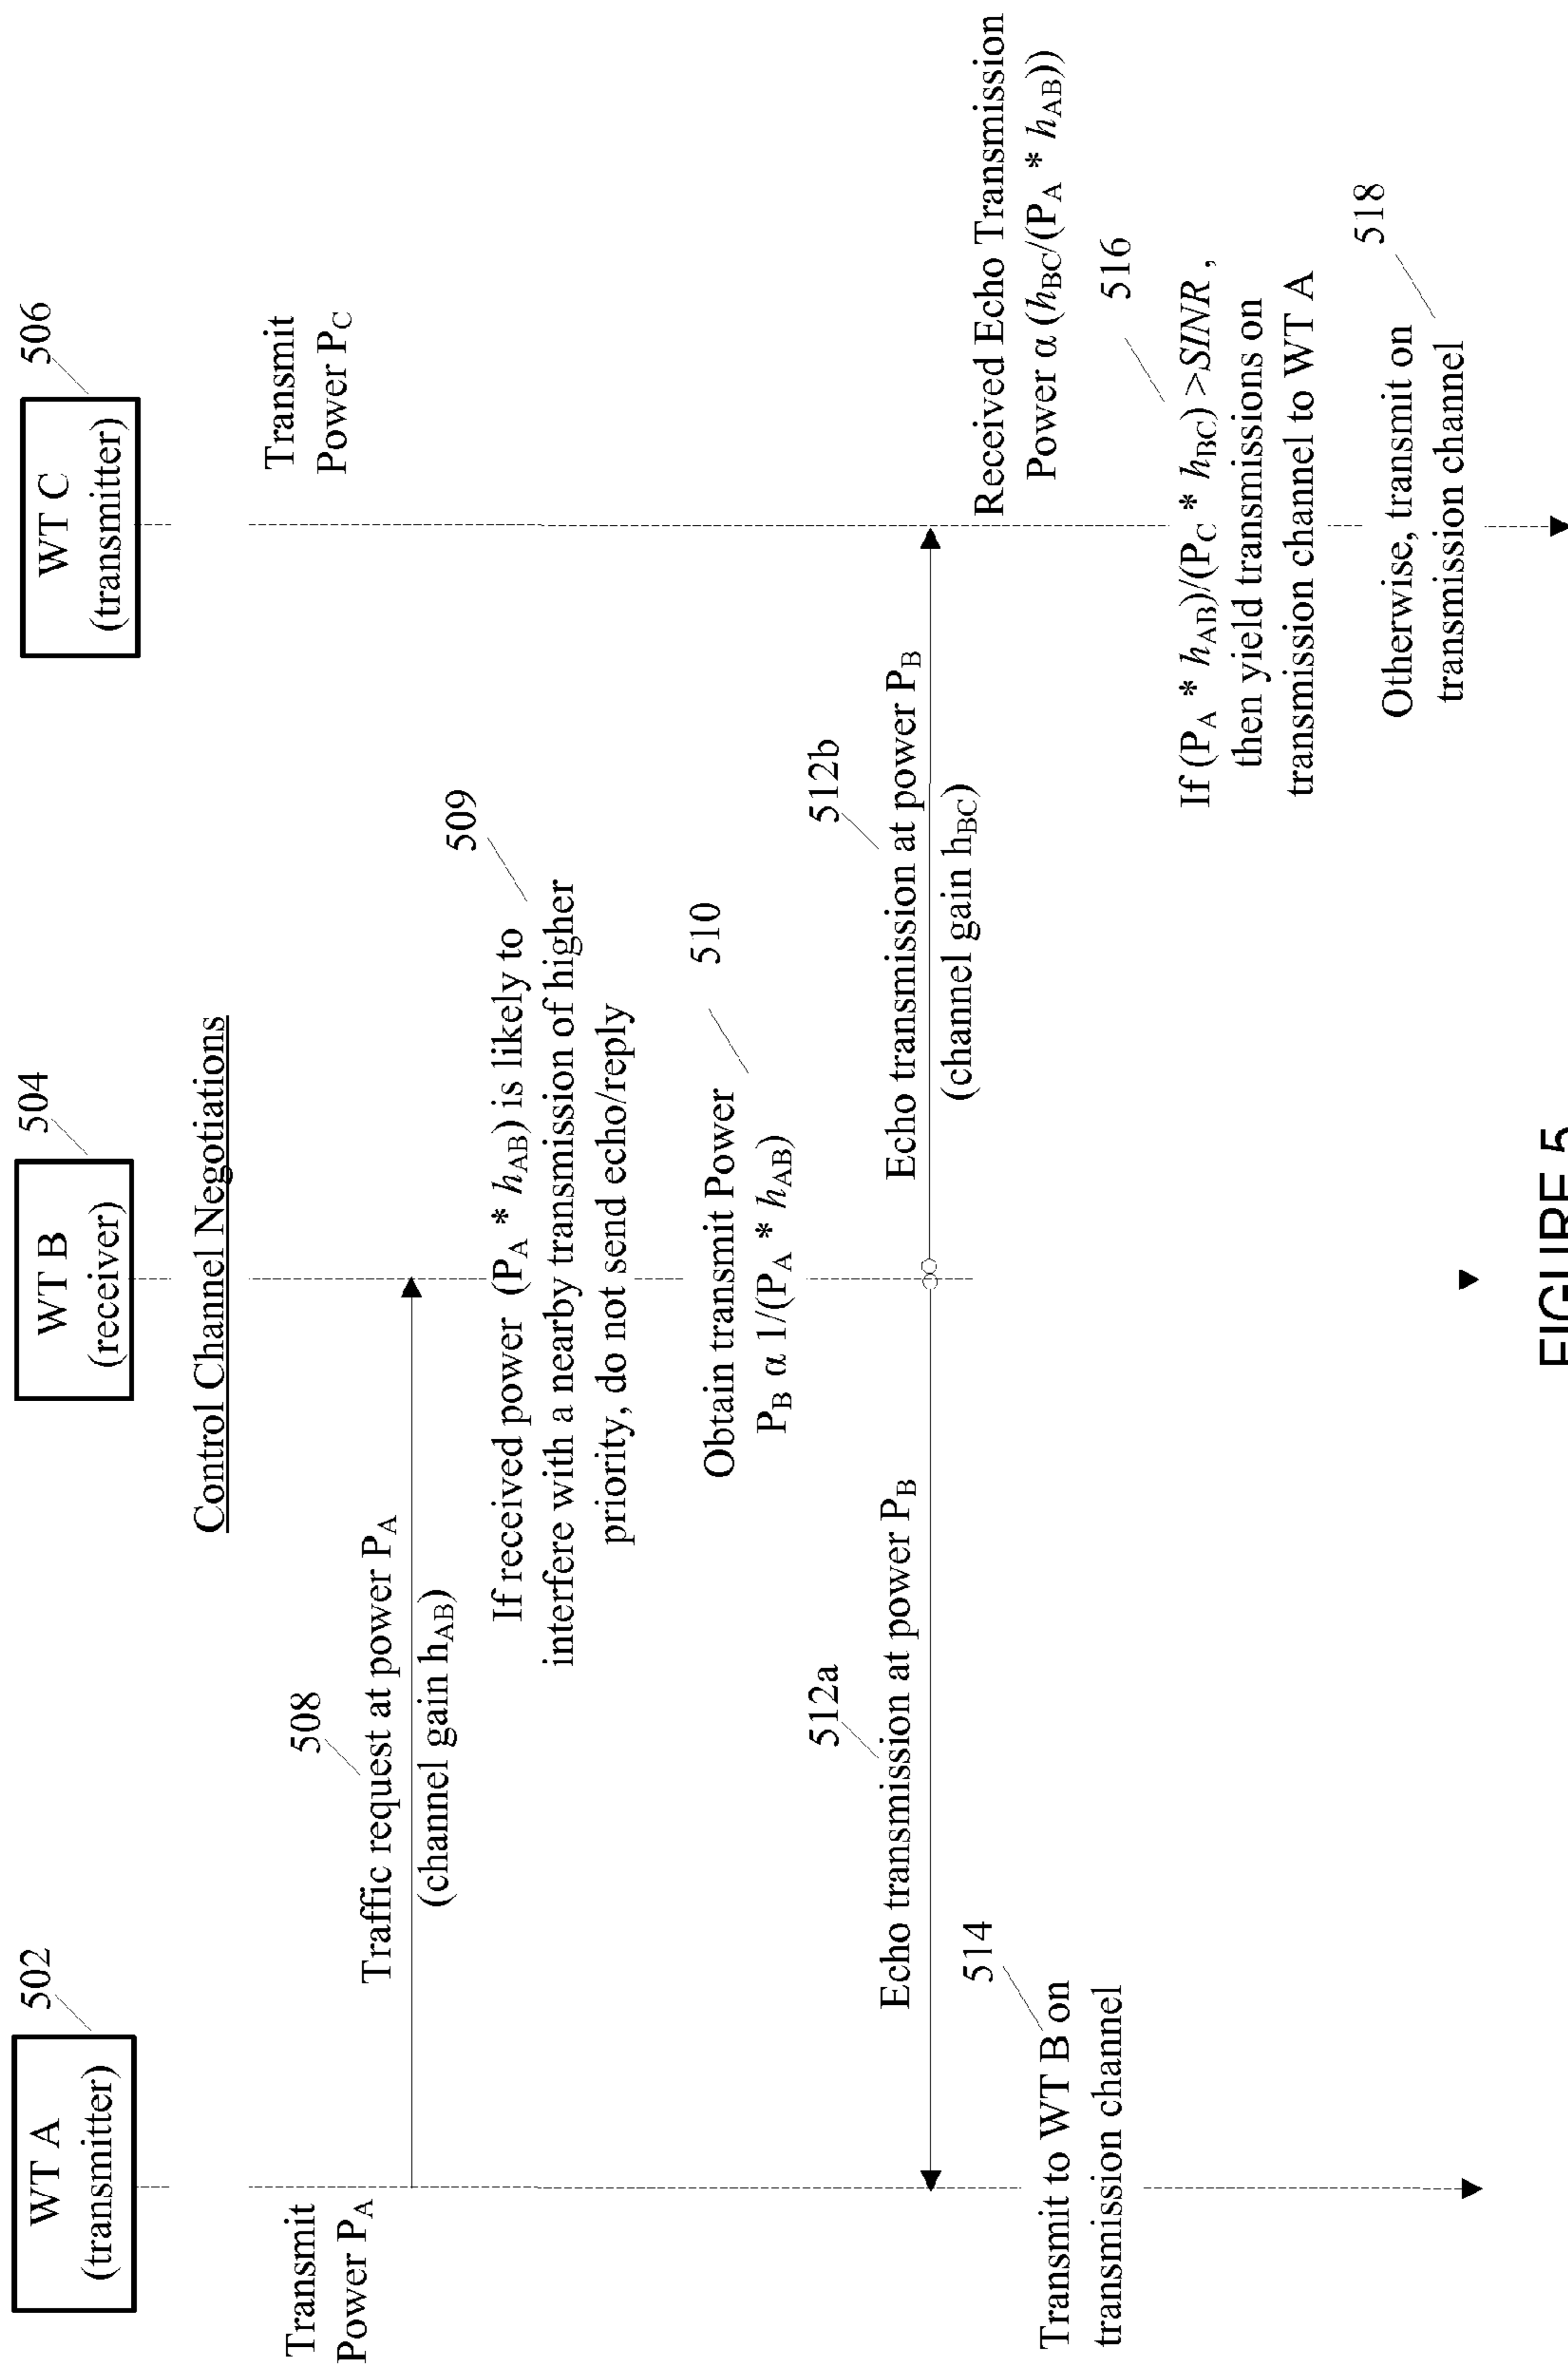 WT A
(transmitter)
502
WT B
(receiver)
504
WT C
(transmitter)
506
Control Channel Negotiations
Transmit
Power P_A
Transmit
Power P_C
508
Traffic request at power P_A
(channel gain h_AB)
509
If received power (P_A * h_AB) is likely to
interfere with a nearby transmission of higher
priority, do not send echo/reply
510
Obtain transmit Power
P_B α 1/(P_A * h_AB)
512a
Echo transmission at power P_B
512b
Echo transmission at power P_B
(channel gain h_BC)
514
Transmit to WT B on
transmission channel
Received Echo Transmission
Power α (h_BC/(P_A * h_AB))
516
If (P_A * h_AB)/(P_C * h_BC) >SINR ,
then yield transmissions on
transmission channel to WT A
518
Otherwise, transmit on
transmission channel
FIGURE 5